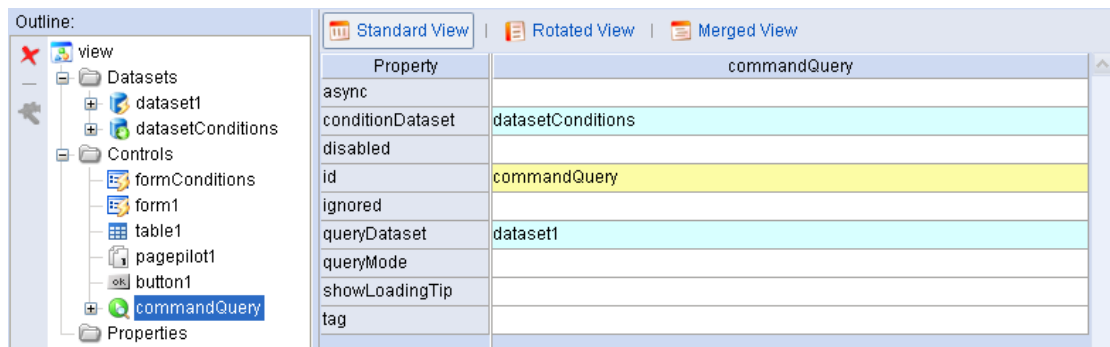 Outline:
view
Datasets
dataset1
datasetConditions
Controls
formConditions
form1
table1
pagepilot1
button1
commandQuery
Properties
Standard View | Rotated View | Merged View
Property commandQuery
async
conditionDataset datasetConditions
disabled
id commandQuery
ignored
queryDataset dataset1
queryMode
showLoadingTip
tag